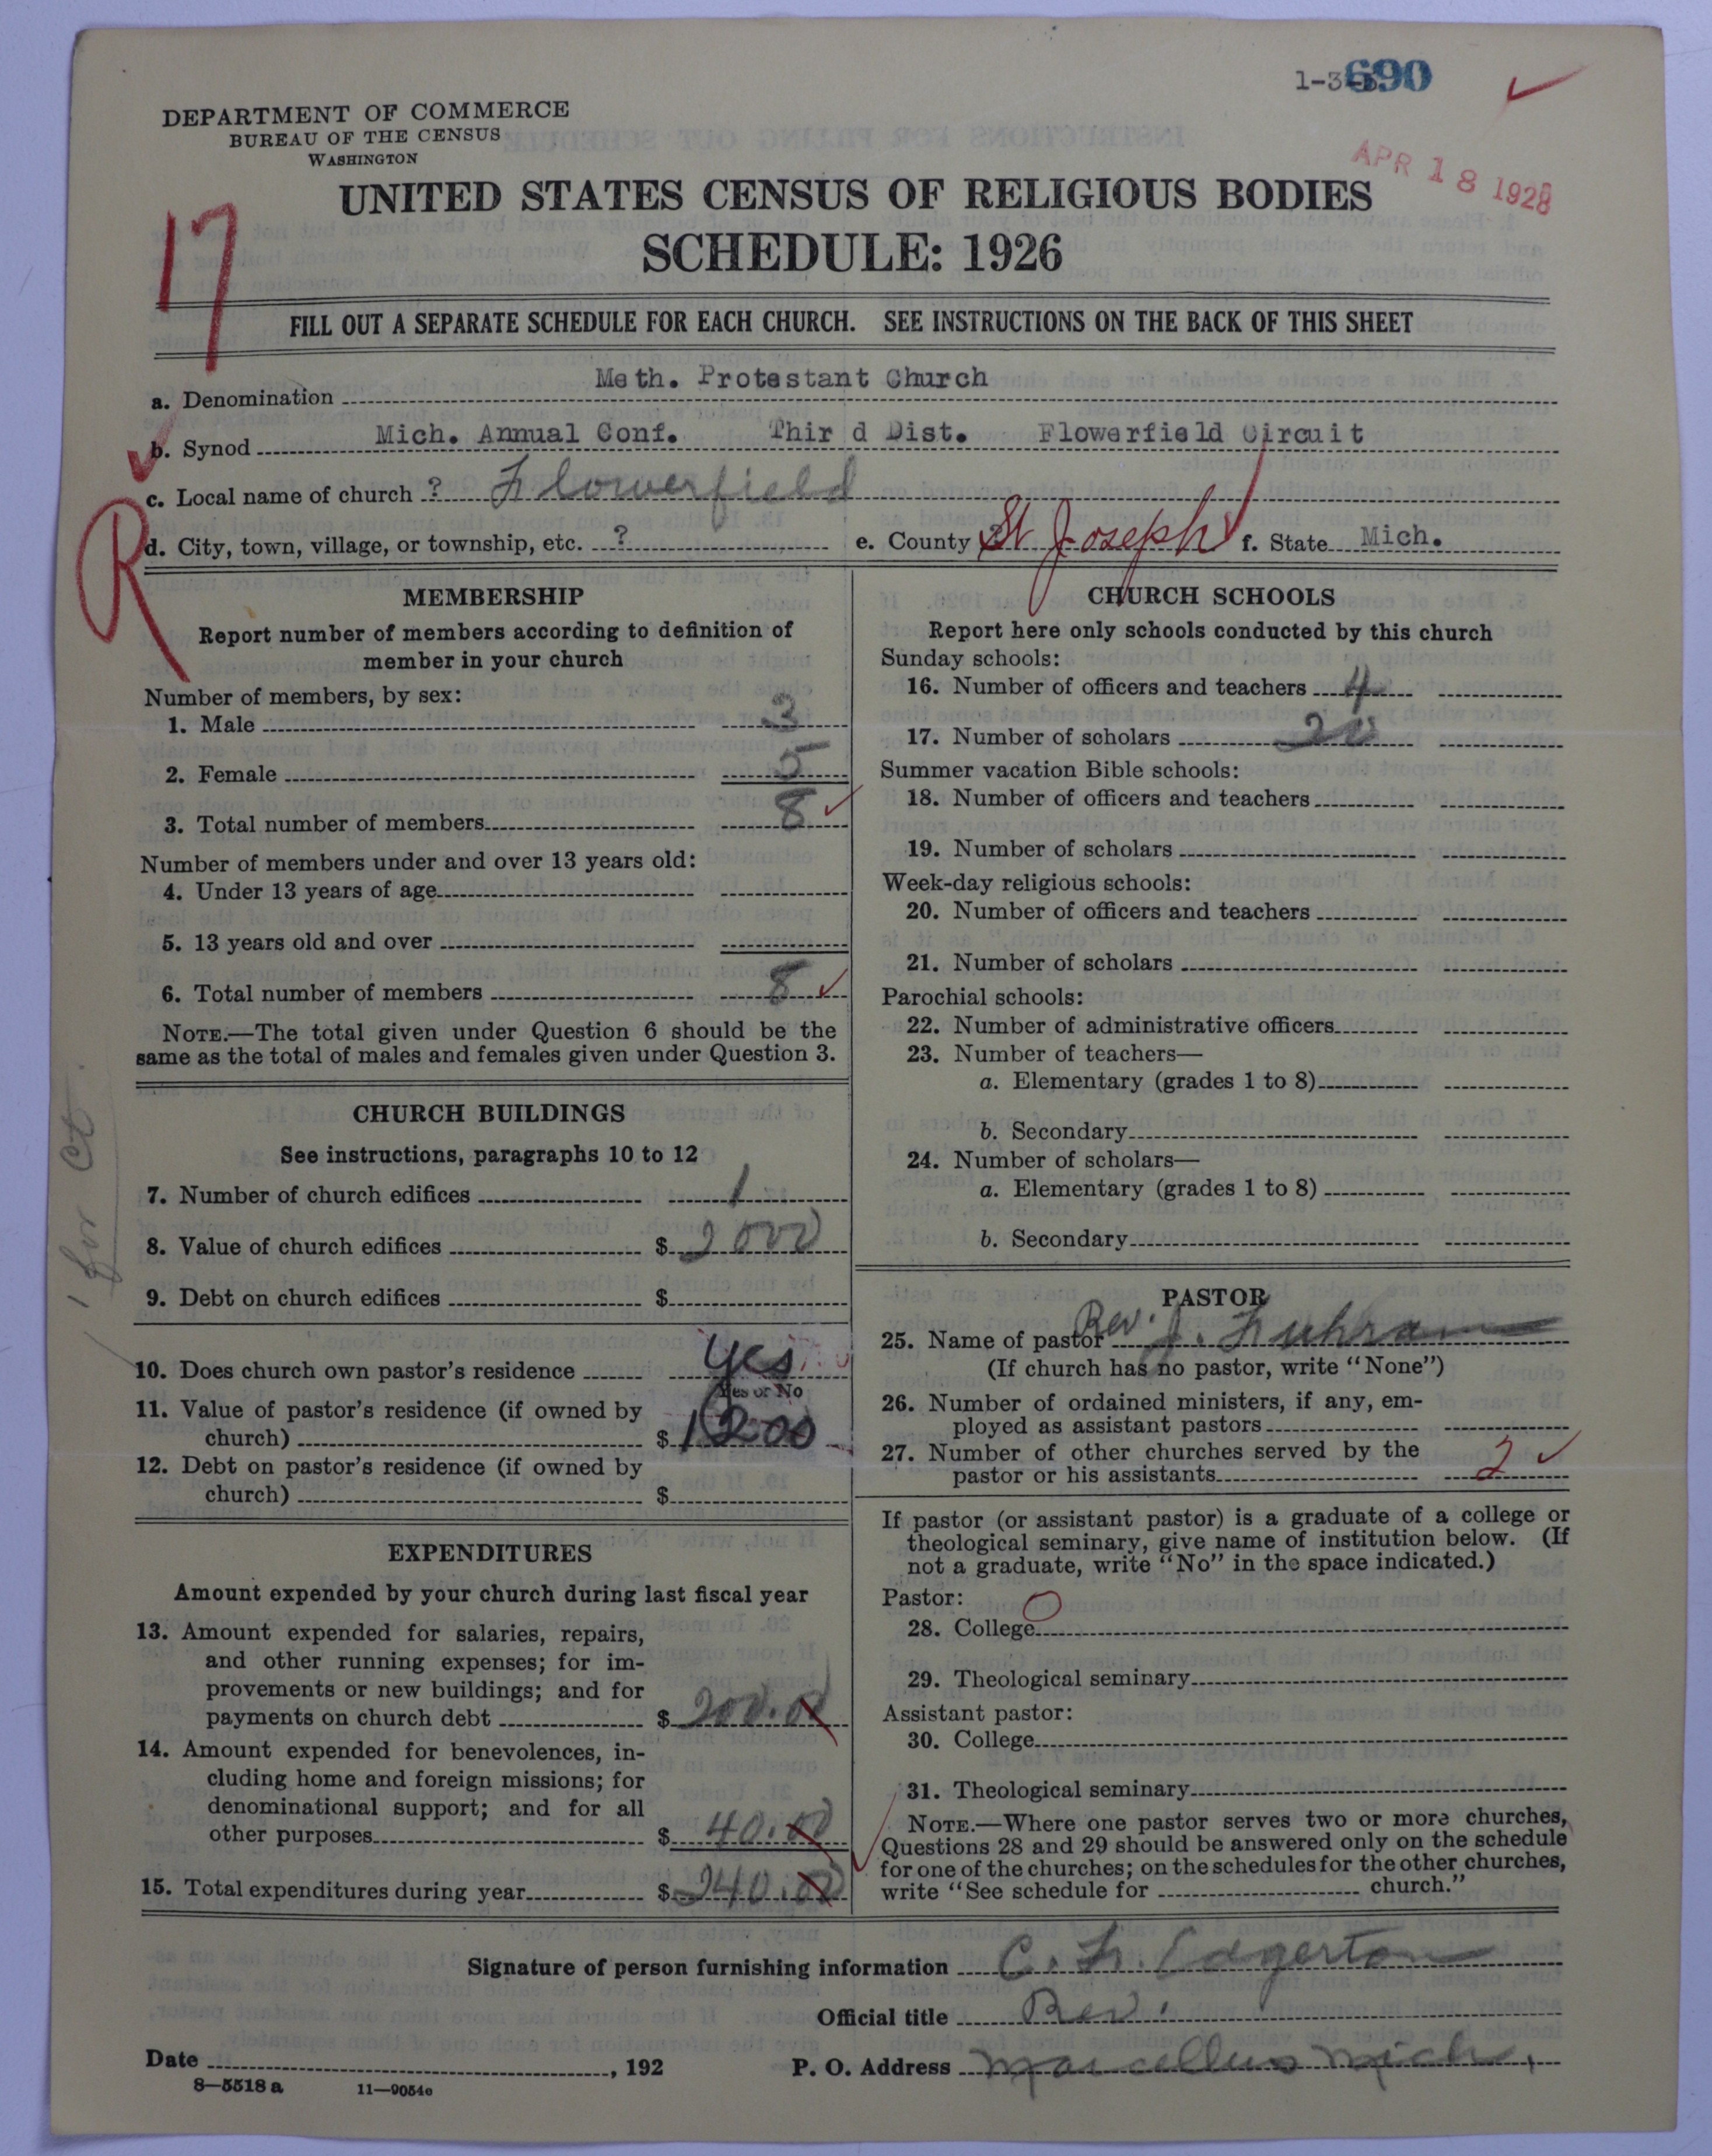 1-3 690
DEPARTMENT OF COMMERCE
BUREAU OF THE CENSUS
WASHINGTON
APR 18 1928
UNITED STATES CENSUS OF RELIGIOUS BODIES
SCHEDULE: 1926
17
FILL OUT A SEPARATE SCHEDULE FOR EACH CHURCH. SEE INSTRUCTIONS ON THE BACK OF THIS SHEET
a. Denomination Meth. Protestant Church
b. Synod Mich. Annual Conf. Thir d Dist. Flowerfield Circuit
c. Local name of church ? Flowerfield
R
d. City, town, village, or township, etc. ? e. County St Joseph f. State Mich.
MEMBERSHIP
Report number of members according to definition of
member in your church
Number of members, by sex:
1. Male 3
2. Female 5
3. Total number of members 8
Number of members under and over 13 years old:
4. Under 13 years of age
5. 13 years old and over
6. Total number of members 8
NOTE.—The total given under Question 6 should be the
same as the total of males and females given under Question 3.
CHURCH BUILDINGS
See instructions, paragraphs 10 to 12
7. Number of church edifices 1
8. Value of church edifices $ 2000
9. Debt on church edifices $
10. Does church own pastor's residence yes
Yes or No
11. Value of pastor's residence (if owned by
church) $ 1200
12. Debt on pastor's residence (if owned by
church) $
1 for Ct.
EXPENDITURES
Amount expended by your church during last fiscal year
13. Amount expended for salaries, repairs,
and other running expenses; for im-
provements or new buildings; and for
payments on church debt $ 200.00
14. Amount expended for benevolences, in-
cluding home and foreign missions; for
denominational support; and for all
other purposes $ 40.00
15. Total expenditures during year $ 240.00
CHURCH SCHOOLS
Report here only schools conducted by this church
Sunday schools:
16. Number of officers and teachers 4
17. Number of scholars 20
Summer vacation Bible schools:
18. Number of officers and teachers
19. Number of scholars
Week-day religious schools:
20. Number of officers and teachers
21. Number of scholars
Parochial schools:
22. Number of administrative officers
23. Number of teachers—
a. Elementary (grades 1 to 8)
b. Secondary
24. Number of scholars—
a. Elementary (grades 1 to 8)
b. Secondary
PASTOR
25. Name of pastor Rev. J.
(If church has no pastor, write "None")
26. Number of ordained ministers, if any, em-
ployed as assistant pastors
27. Number of other churches served by the
pastor or his assistants 2
If pastor (or assistant pastor) is a graduate of a college or
theological seminary, give name of institution below. (If
not a graduate, write "No" in the space indicated.)
Pastor:
28. College 0
29. Theological seminary
Assistant pastor:
30. College
31. Theological seminary
NOTE.—Where one pastor serves two or more churches,
Questions 28 and 29 should be answered only on the schedule
for one of the churches; on the schedules for the other churches,
write "See schedule for church."
Signature of person furnishing information C. Edgerton
Official title Rev.
Date , 192 P. O. Address Marcellus Mich.
8—5518 a 11—9054c